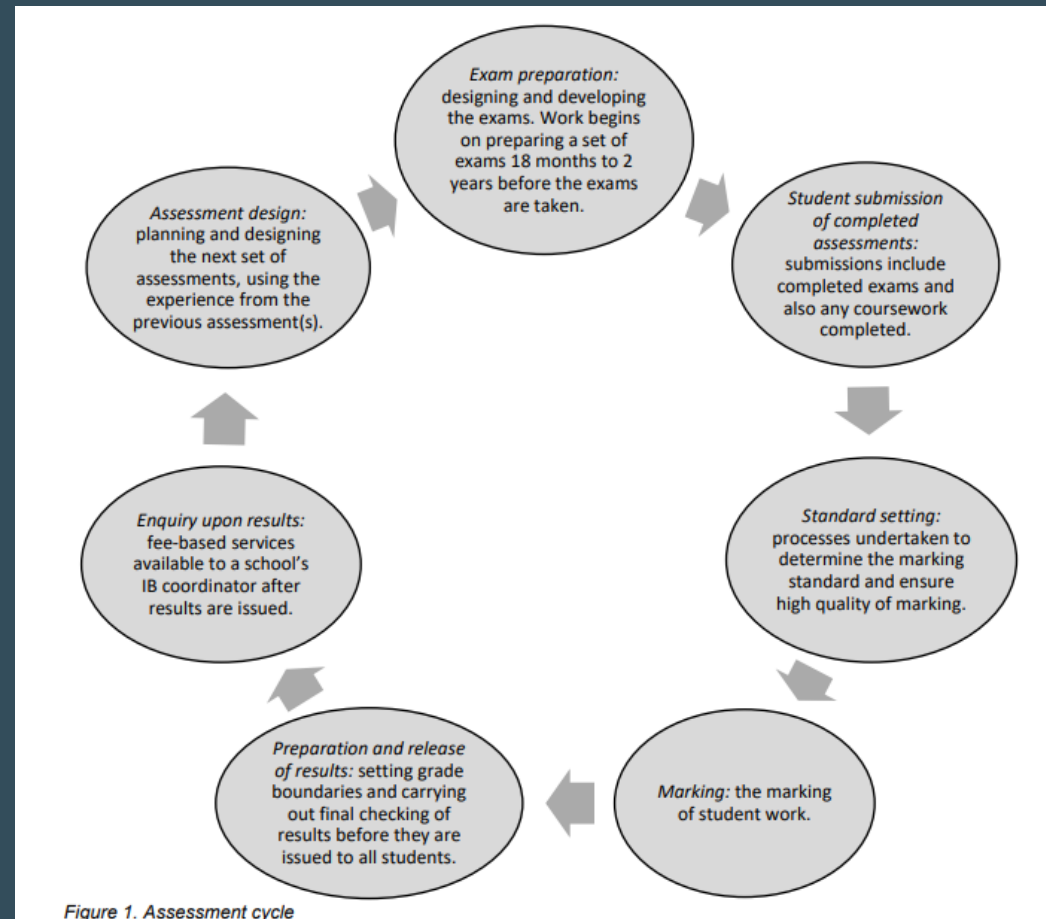 Exam preparation:
designing and developing
the exams. Work begins
on preparing a set of
exams 18 months to 2
years before the exams
are taken.
Student submission
of completed
assessments:
submissions include
completed exams and
also any coursework
completed.
Standard setting:
processes undertaken to
determine the marking
standard and ensure
high quality of marking.
Marking: the marking
of student work.
Preparation and release
of results: setting grade
boundaries and carrying
out final checking of
results before they are
issued to all students.
Enquiry upon results:
fee-based services
available to a school's
IB coordinator after
results are issued.
Assessment design:
planning and designing
the next set of
assessments, using the
experience from the
previous assessment(s).
Figure 1. Assessment cycle